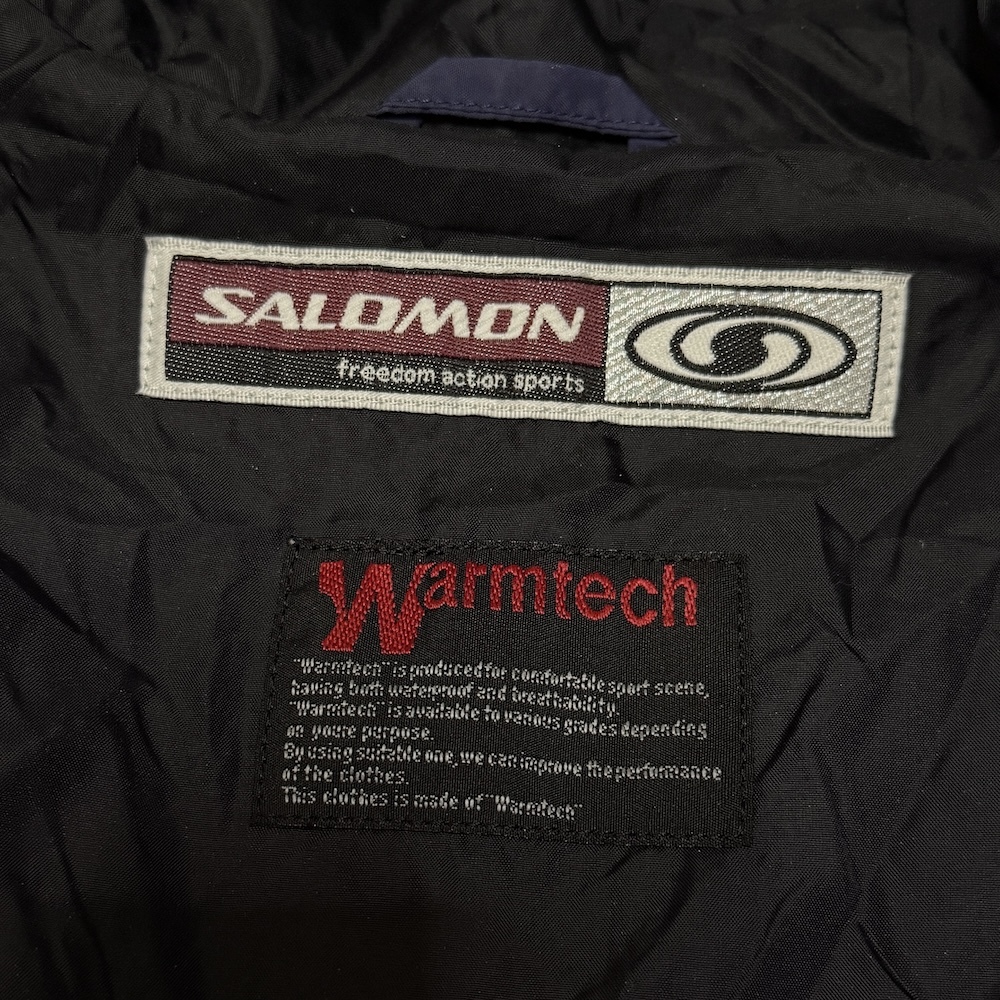 SALOMON
freedom action sports
Warmtech
"Warmtech" is produced for comfortable sport scene,
having both waterproof and breathability.
"Warmtech" is available to various grades depending
on youre purpose.
By using suitable one, we can improve the performance
of the clothes.
This clothes is made of "Warmtech"